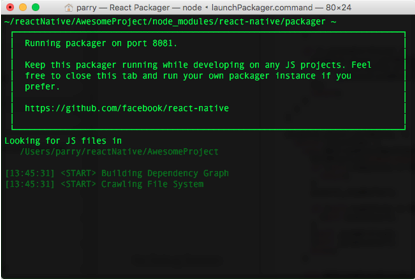 parry — React Packager — node • launchPackager.command — 80×24
~/reactNative/AwesomeProject/node_modules/react-native/packager ~
Running packager on port 8081.
Keep this packager running while developing on any JS projects. Feel
free to close this tab and run your own packager instance if you
prefer.
https://github.com/facebook/react-native
Looking for JS files in
/Users/parry/reactNative/AwesomeProject
[13:45:31] <START> Building Dependency Graph
[13:45:31] <START> Crawling File System